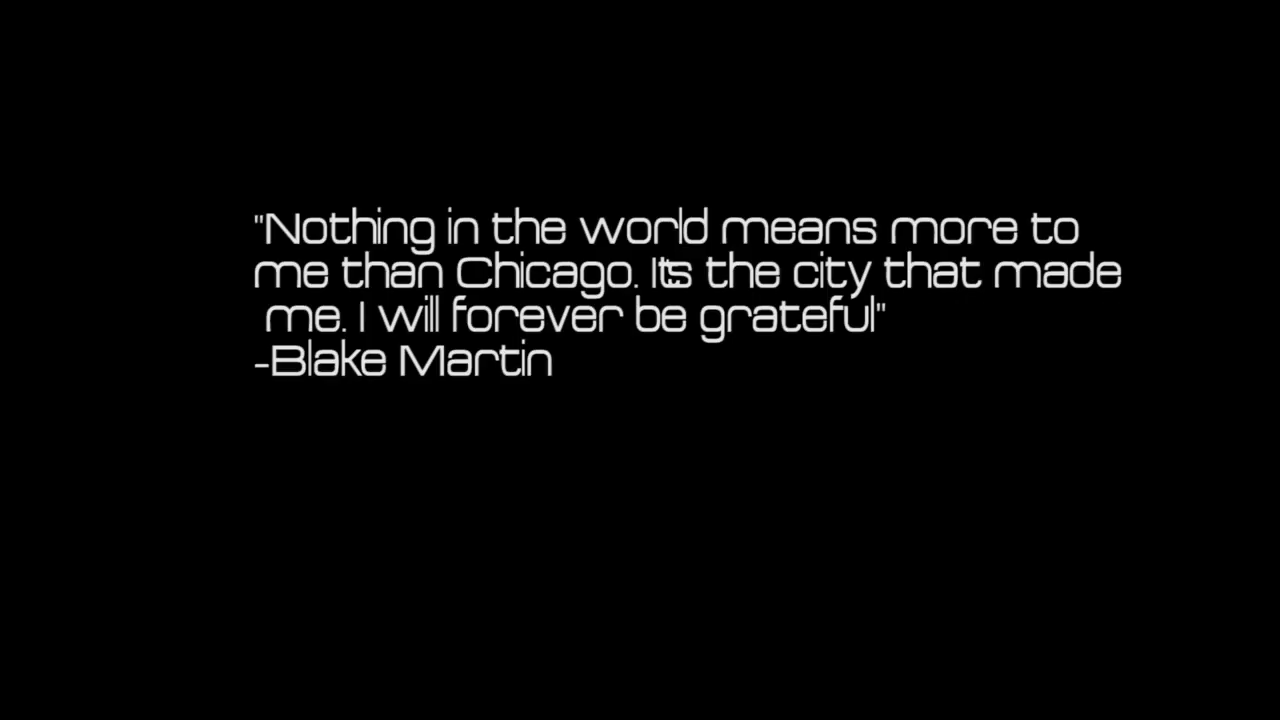 "Nothing in the world means more to
me than Chicago. It's the city that made
me. I will forever be grateful"
-Blake Martin